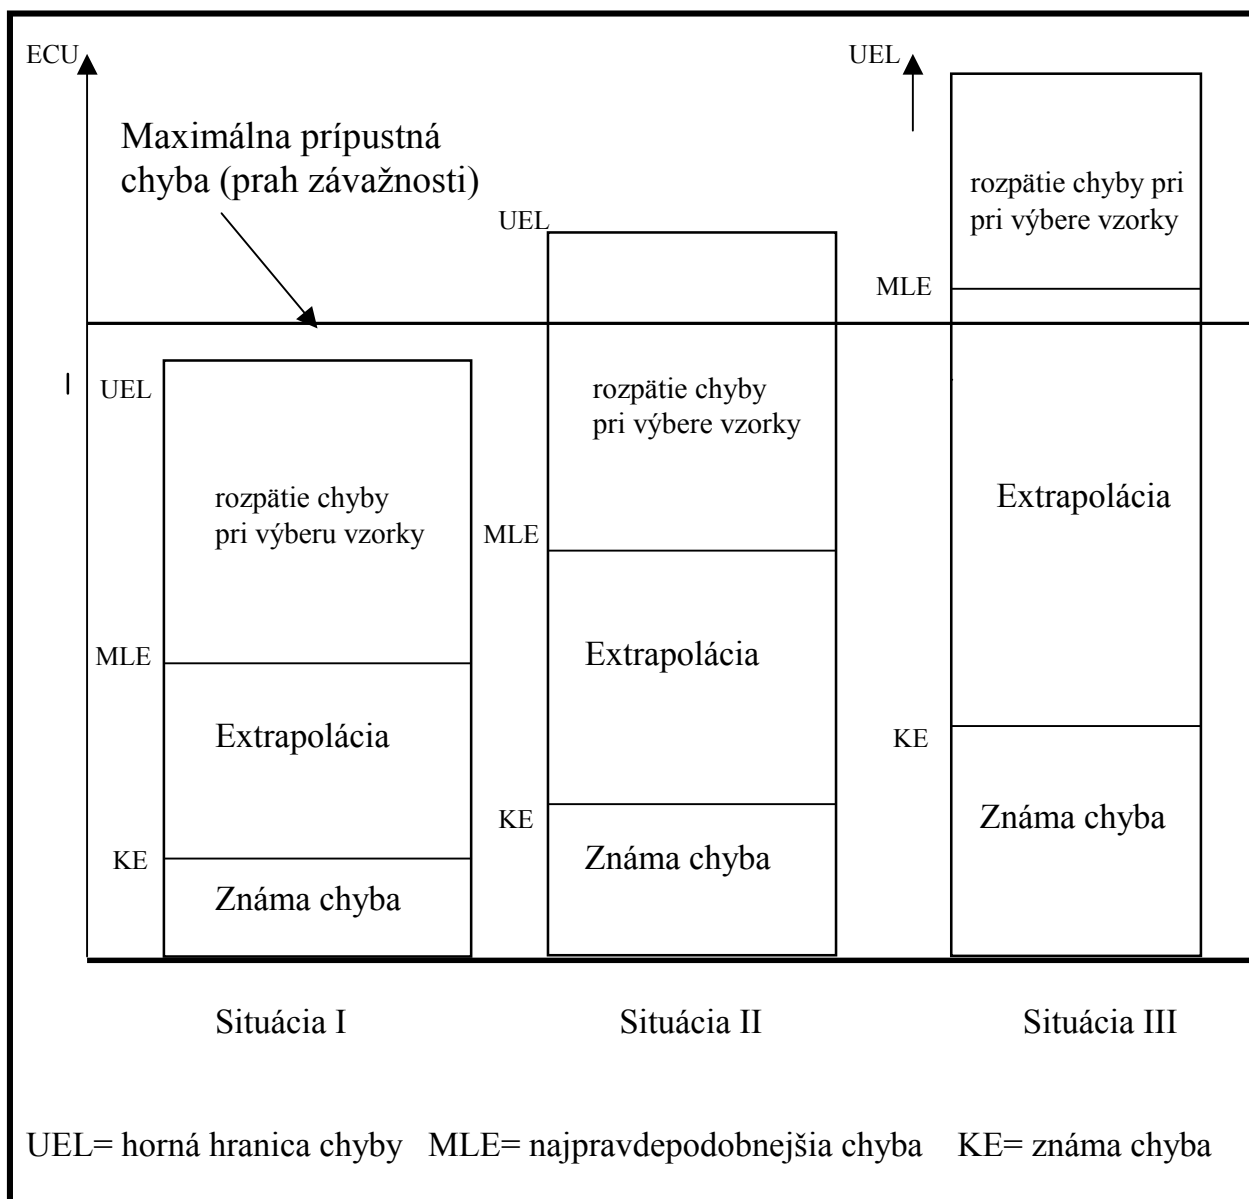 ECU
UEL
Maximálna prípustná
chyba (prah závažnosti)
rozpätie chyby pri
pri výbere vzorky
UEL
MLE
UEL
rozpätie chyby
pri výbere vzorky
rozpätie chyby
pri výberu vzorky
Extrapolácia
MLE
MLE
Extrapolácia
Extrapolácia
KE
KE
Známa chyba
KE
Známa chyba
Známa chyba
Situácia I
Situácia II
Situácia III
UEL= horná hranica chyby MLE= najpravdepodobnejšia chyba KE= známa chyba